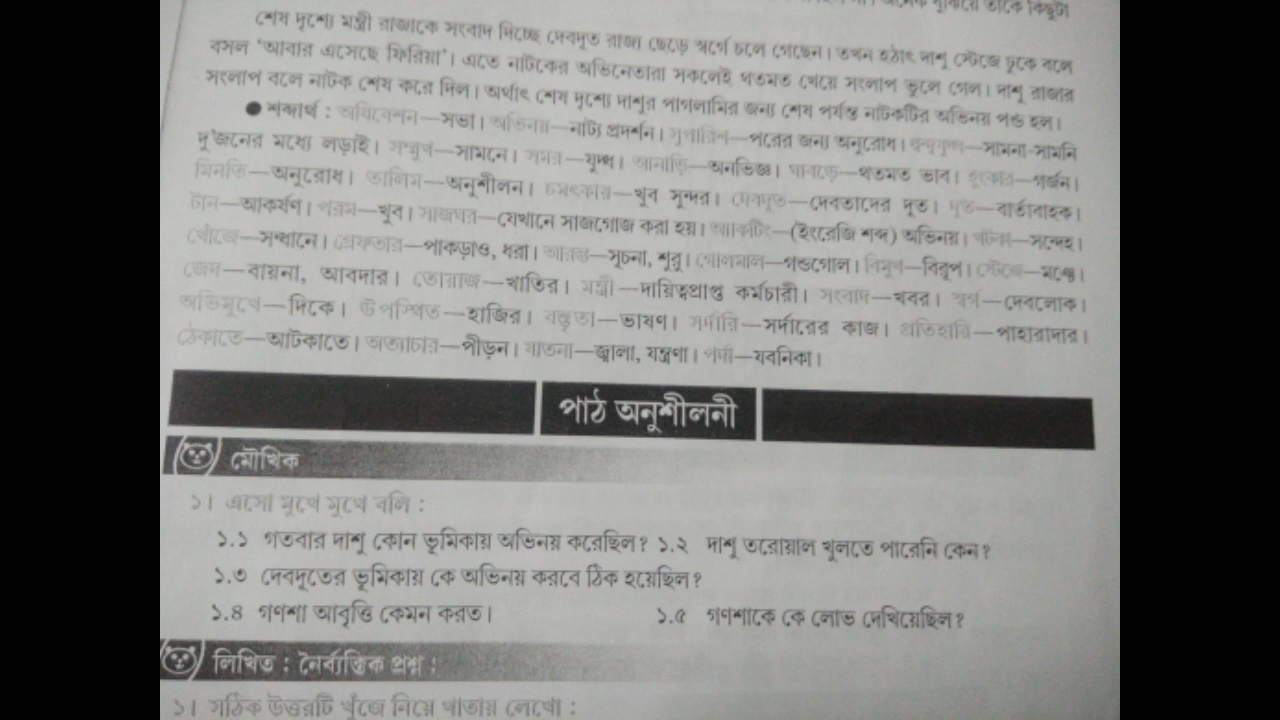 অনেক বুঝিয়ে তাকে কিছুটা
শেষ দৃশ্যে মন্ত্রী রাজাকে সংবাদ দিচ্ছে দেবদূত রাজ্য ছেড়ে স্বর্গে চলে গেছেন। তখন হঠাৎ দাশু স্টেজে ঢুকে বলে
বসল ‘আবার এসেছে ফিরিয়া’। এতে নাটকের অভিনেতারা সকলেই থতমত খেয়ে সংলাপ ভুলে গেল। দাশু রাজার
সংলাপ বলে নাটক শেষ করে দিল। অর্থাৎ শেষ দৃশ্যে দাশুর পাগলামির জন্য শেষ পর্যন্ত নাটকটির অভিনয় পন্ড হল।
● শব্দার্থ : অধিবেশন—সভা। অভিনয়—নাট্য প্রদর্শন। সুপারিশ—পরের জন্য অনুরোধ। দ্বন্দ্বযুদ্ধ—সামনা-সামনি
দু'জনের মধ্যে লড়াই। সম্মুখ—সামনে। সমর—যুদ্ধ। আনাড়ি—অনভিজ্ঞ। ঘাবড়ে—থতমত ভাব। হুংকার—গর্জন।
মিনতি—অনুরোধ। তালিম—অনুশীলন। চমৎকার—খুব সুন্দর। দেবদূত—দেবতাদের দূত। দূত—বার্তাবাহক।
টান—আকর্ষণ। পরম—খুব। সাজঘর—যেখানে সাজগোজ করা হয়। অ্যাকটিং—(ইংরেজি শব্দ) অভিনয়। খটকা—সন্দেহ।
খোঁজে—সন্ধানে। গ্রেফতার—পাকড়াও, ধরা। আরম্ভ—সূচনা, শুরু। গোলমাল—গন্ডগোল। বিমুখ—বিরূপ। স্টেজে—মঞ্চে।
জেদ—বায়না, আবদার। তোয়াজ—খাতির। মন্ত্রী—দায়িত্বপ্রাপ্ত কর্মচারী। সংবাদ—খবর। স্বর্গ—দেবলোক।
অভিমুখে—দিকে। উপস্থিত—হাজির। বক্তৃতা—ভাষণ। সর্দারি—সর্দারের কাজ। প্রতিহারি—পাহারাদার।
ঠেকাতে—আটকাতে। অত্যাচার—পীড়ন। যাতনা—জ্বালা, যন্ত্রণা। পর্দা—যবনিকা।
পাঠ অনুশীলনী
মৌখিক
১। এসো মুখে মুখে বলি :
১.১ গতবার দাশু কোন ভূমিকায় অভিনয় করেছিল? ১.২ দাশু তরোয়াল খুলতে পারেনি কেন?
১.৩ দেবদূতের ভূমিকায় কে অভিনয় করবে ঠিক হয়েছিল?
১.৪ গণশা আবৃত্তি কেমন করত। ১.৫ গণশাকে কে লোভ দেখিয়েছিল?
লিখিত : নৈর্ব্যক্তিক প্রশ্ন :
১। সঠিক উত্তরটি খুঁজে নিয়ে খাতায় লেখো :